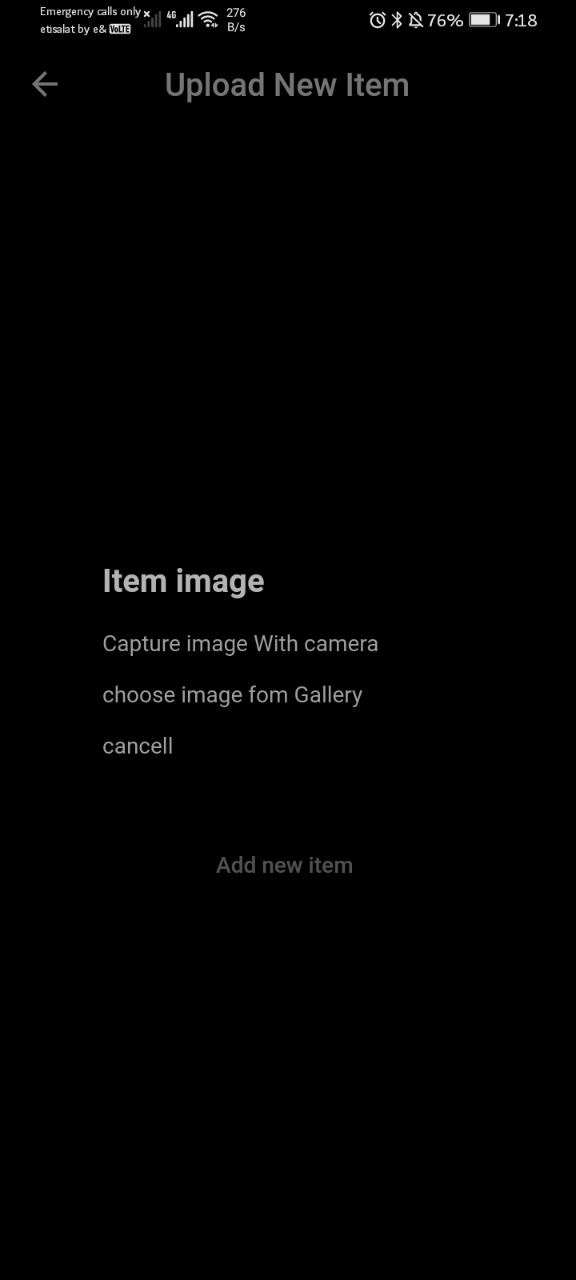 Emergency calls only
4G
276
B/s
76%
7:18
etisalat by e& VoLTE
Upload New Item
Item image
Capture image With camera
choose image fom Gallery
cancell
Add new item